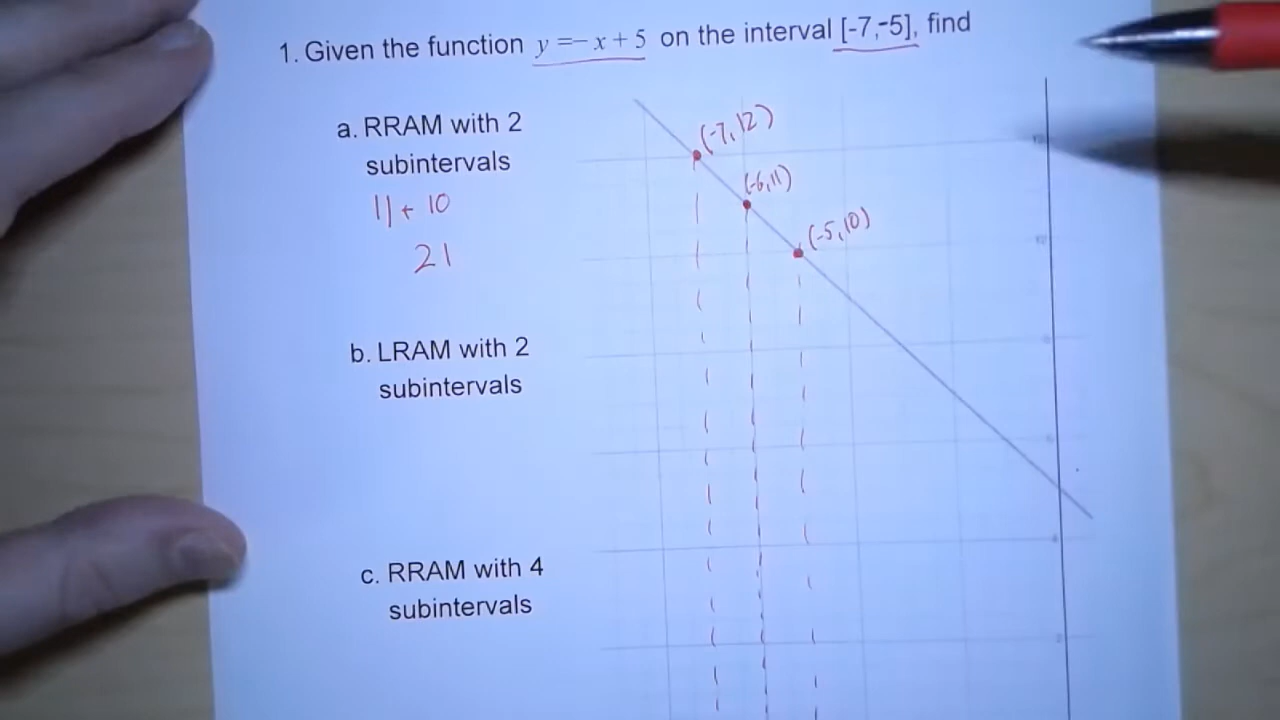 1. Given the function y = - x + 5 on the interval [-7,-5], find
a. RRAM with 2
subintervals
11 + 10
21
(-7,12)
(-6,11)
(-5,10)
b. LRAM with 2
subintervals
c. RRAM with 4
subintervals